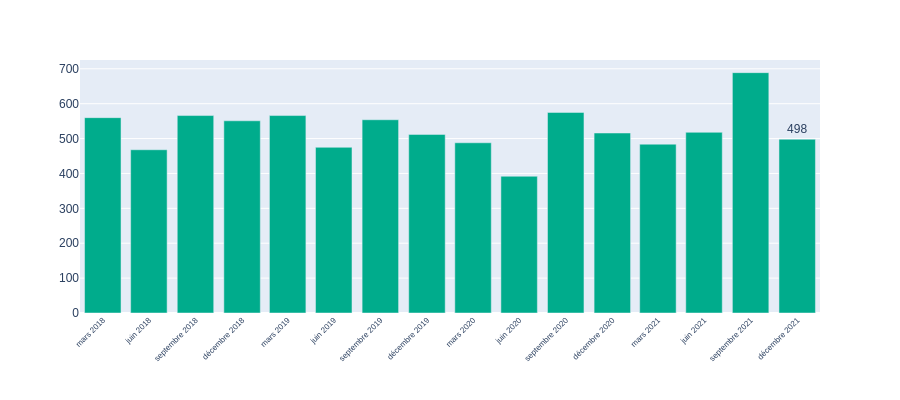 700
600
500
400
300
200
100
0
498
mars 2018
juin 2018
septembre 2018
décembre 2018
mars 2019
juin 2019
septembre 2019
décembre 2019
mars 2020
juin 2020
septembre 2020
décembre 2020
mars 2021
juin 2021
septembre 2021
décembre 2021